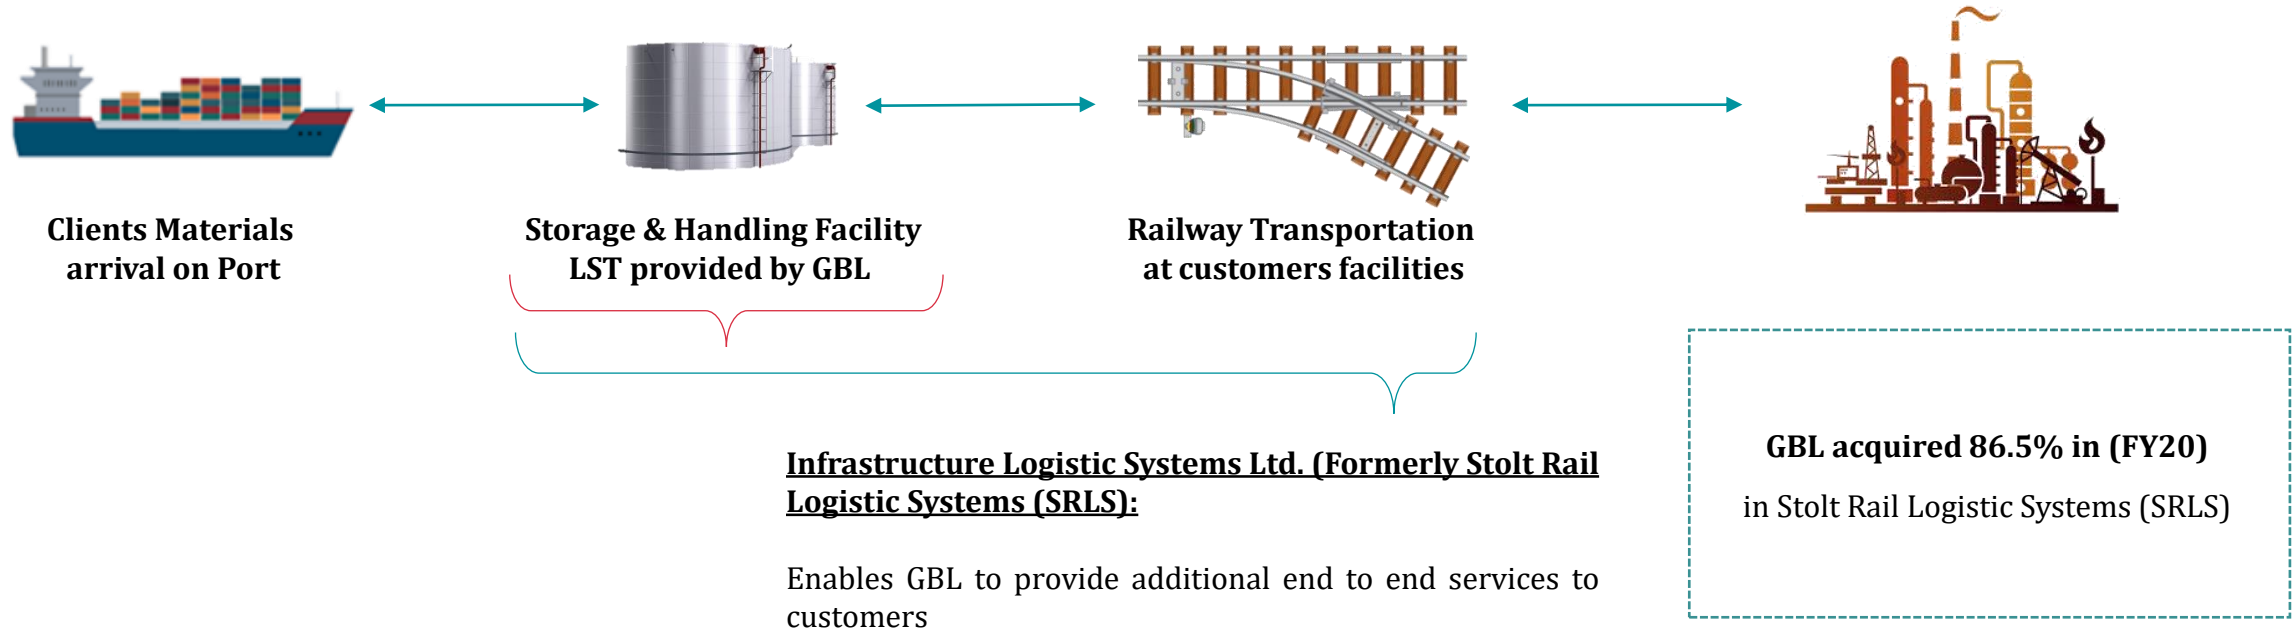 Clients Materials
arrival on Port
Storage & Handling Facility
LST provided by GBL
Railway Transportation
at customers facilities
Infrastructure Logistic Systems Ltd. (Formerly Stolt Rail
Logistic Systems (SRLS):
Enables GBL to provide additional end to end services to
customers
GBL acquired 86.5% in (FY20)
in Stolt Rail Logistic Systems (SRLS)